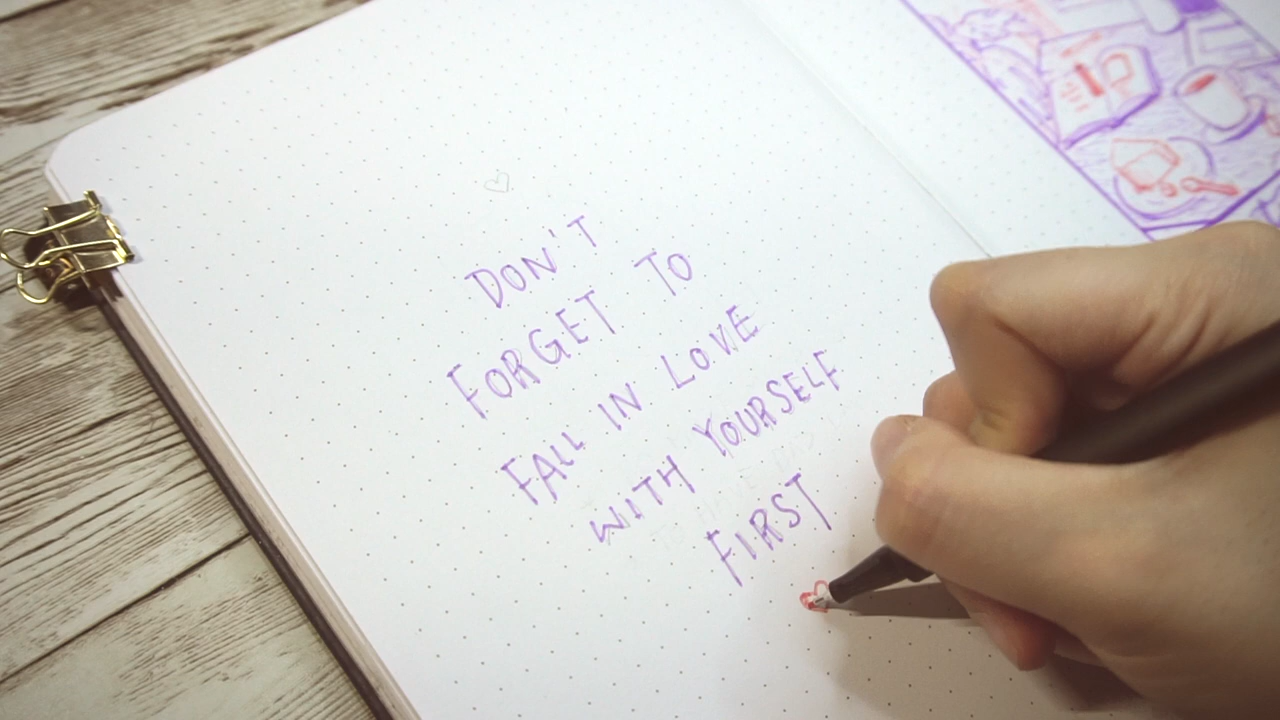 DON'T
FORGET TO
FALL IN LOVE
WITH YOURSELF
FIRST